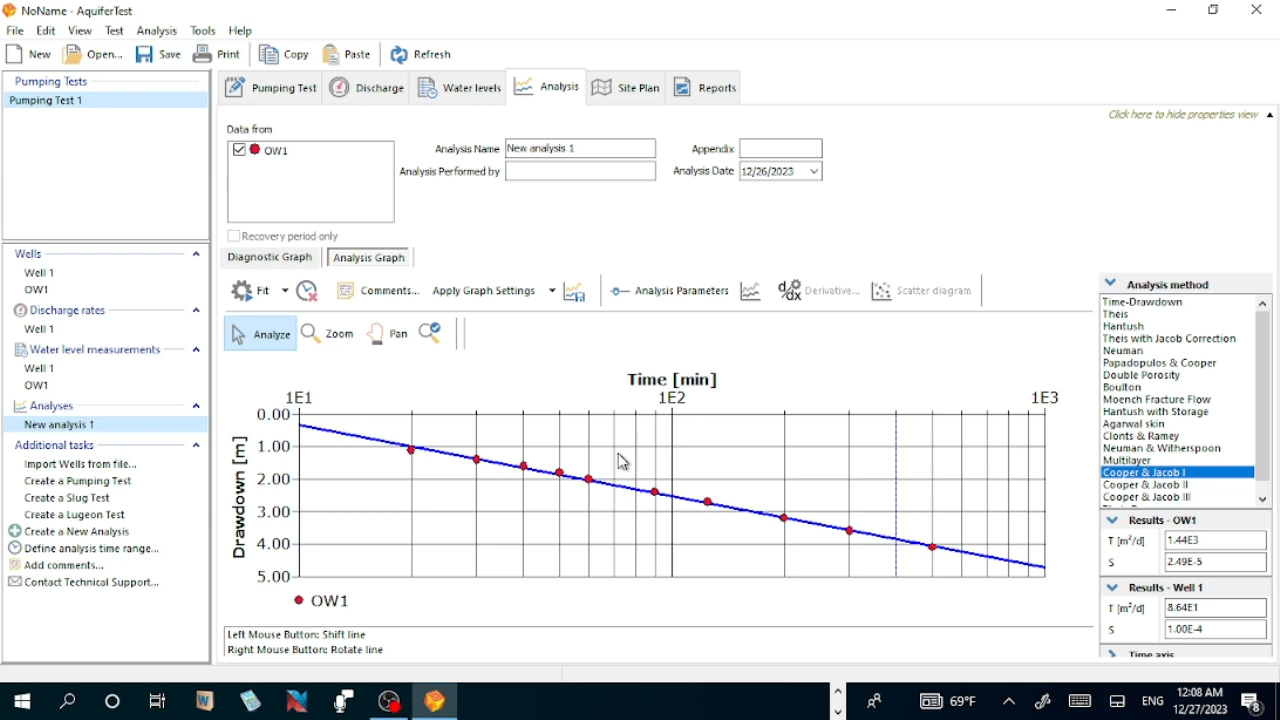 NoName - AquiferTest
File Edit View Test Analysis Tools Help
New Open... Save Print Copy Paste Refresh
Pumping Tests
Pumping Test 1
Wells
Well 1
OW1
Discharge rates
Well 1
Water level measurements
Well 1
OW1
Analyses
New analysis 1
Additional tasks
Import Wells from file...
Create a Pumping Test
Create a Slug Test
Create a Lugeon Test
Create a New Analysis
Define analysis time range...
Add comments...
Contact Technical Support...
Pumping Test Discharge Water levels Analysis Site Plan Reports
Click here to hide properties view
Data from
OW1
Analysis Name New analysis 1 Appendix
Analysis Performed by Analysis Date 12/26/2023
Recovery period only
Diagnostic Graph Analysis Graph
Fit Comments... Apply Graph Settings Analysis Parameters d/dx Derivative... Scatter diagram
Analyze Zoom Pan
Time [min]
1E1 1E2 1E3
Drawdown [m]
0.00
1.00
2.00
3.00
4.00
5.00
OW1
Left Mouse Button: Shift line
Right Mouse Button: Rotate line
Analysis method
Time-Drawdown
Theis
Hantush
Theis with Jacob Correction
Neuman
Papadopulos & Cooper
Double Porosity
Boulton
Moench Fracture Flow
Hantush with Storage
Agarwal skin
Clonts & Ramey
Neuman & Witherspoon
Multilayer
Cooper & Jacob I
Cooper & Jacob II
Cooper & Jacob III
Results - OW1
T [m²/d] 1.44E3
S 2.49E-5
Results - Well 1
T [m²/d] 8.64E1
S 1.00E-4
Time axis
69°F ENG 12:08 AM
12/27/2023 8